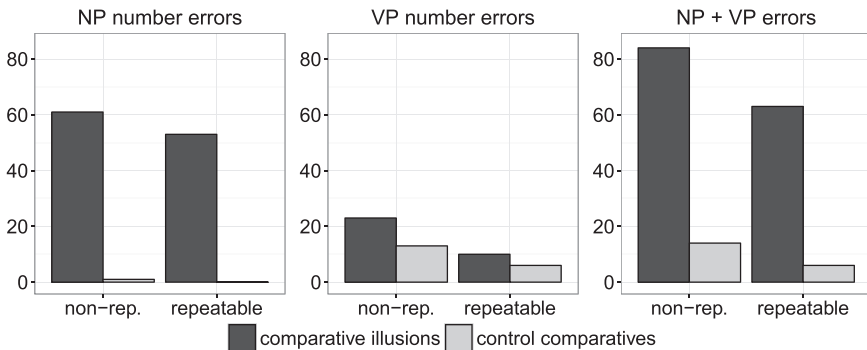 NP number errors VP number errors NP + VP errors
80 80 80
60 60 60
40 40 40
20 20 20
0 0 0
non−rep. repeatable non−rep. repeatable non−rep. repeatable
comparative illusions control comparatives